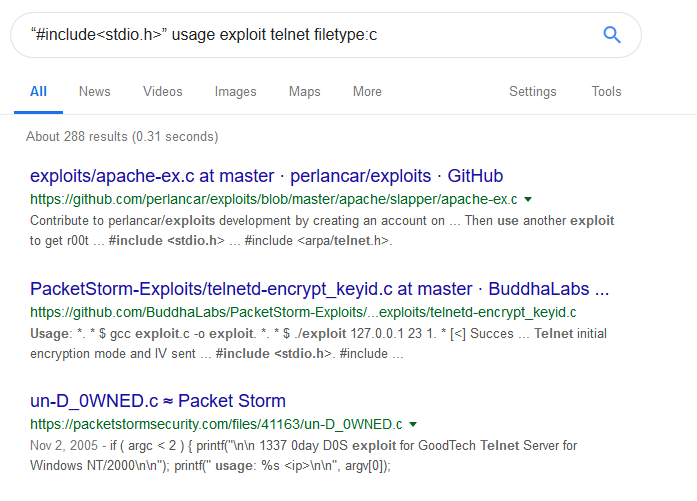 “#include<stdio.h>” usage exploit telnet filetype:c
All News Videos Images Maps More Settings Tools
About 288 results (0.31 seconds)
exploits/apache-ex.c at master · perlancar/exploits · GitHub
https://github.com/perlancar/exploits/blob/master/apache/slapper/apache-ex.c
Contribute to perlancar/exploits development by creating an account on ... Then use another exploit
to get r00t ... #include <stdio.h> ... #include <arpa/telnet.h>.
PacketStorm-Exploits/telnetd-encrypt_keyid.c at master · BuddhaLabs ...
https://github.com/BuddhaLabs/PacketStorm-Exploits/...exploits/telnetd-encrypt_keyid.c
Usage: *. * $ gcc exploit.c -o exploit. *. * $ ./exploit 127.0.0.1 23 1. * [<] Succes ... Telnet initial
encryption mode and IV sent ... #include <stdio.h>. #include ...
un-D_0WNED.c ≈ Packet Storm
https://packetstormsecurity.com/files/41163/un-D_0WNED.c
Nov 2, 2005 - if ( argc < 2 ) { printf("\n\n 1337 0day D0S exploit for GoodTech Telnet Server for
Windows NT/2000\n\n"); printf(" usage: %s <ip>\n\n", argv[0]);